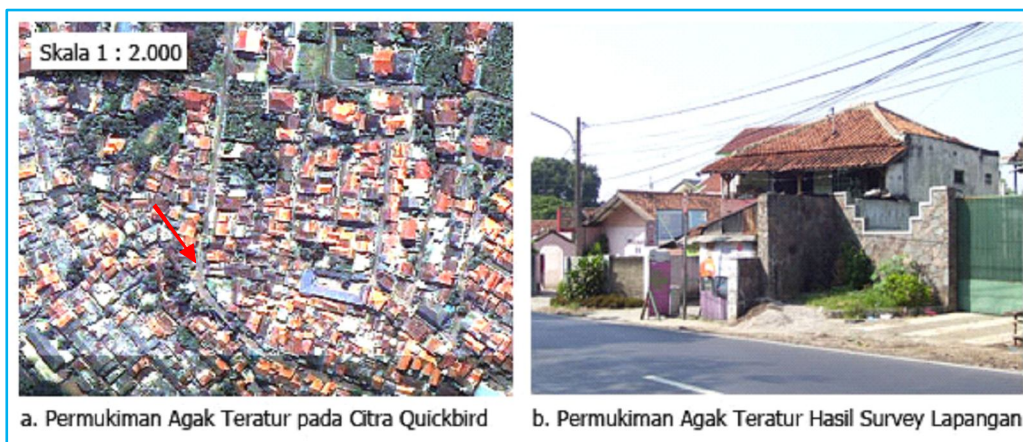 Skala 1 : 2.000
a. Permukiman Agak Teratur pada Citra Quickbird
b. Permukiman Agak Teratur Hasil Survey Lapangan